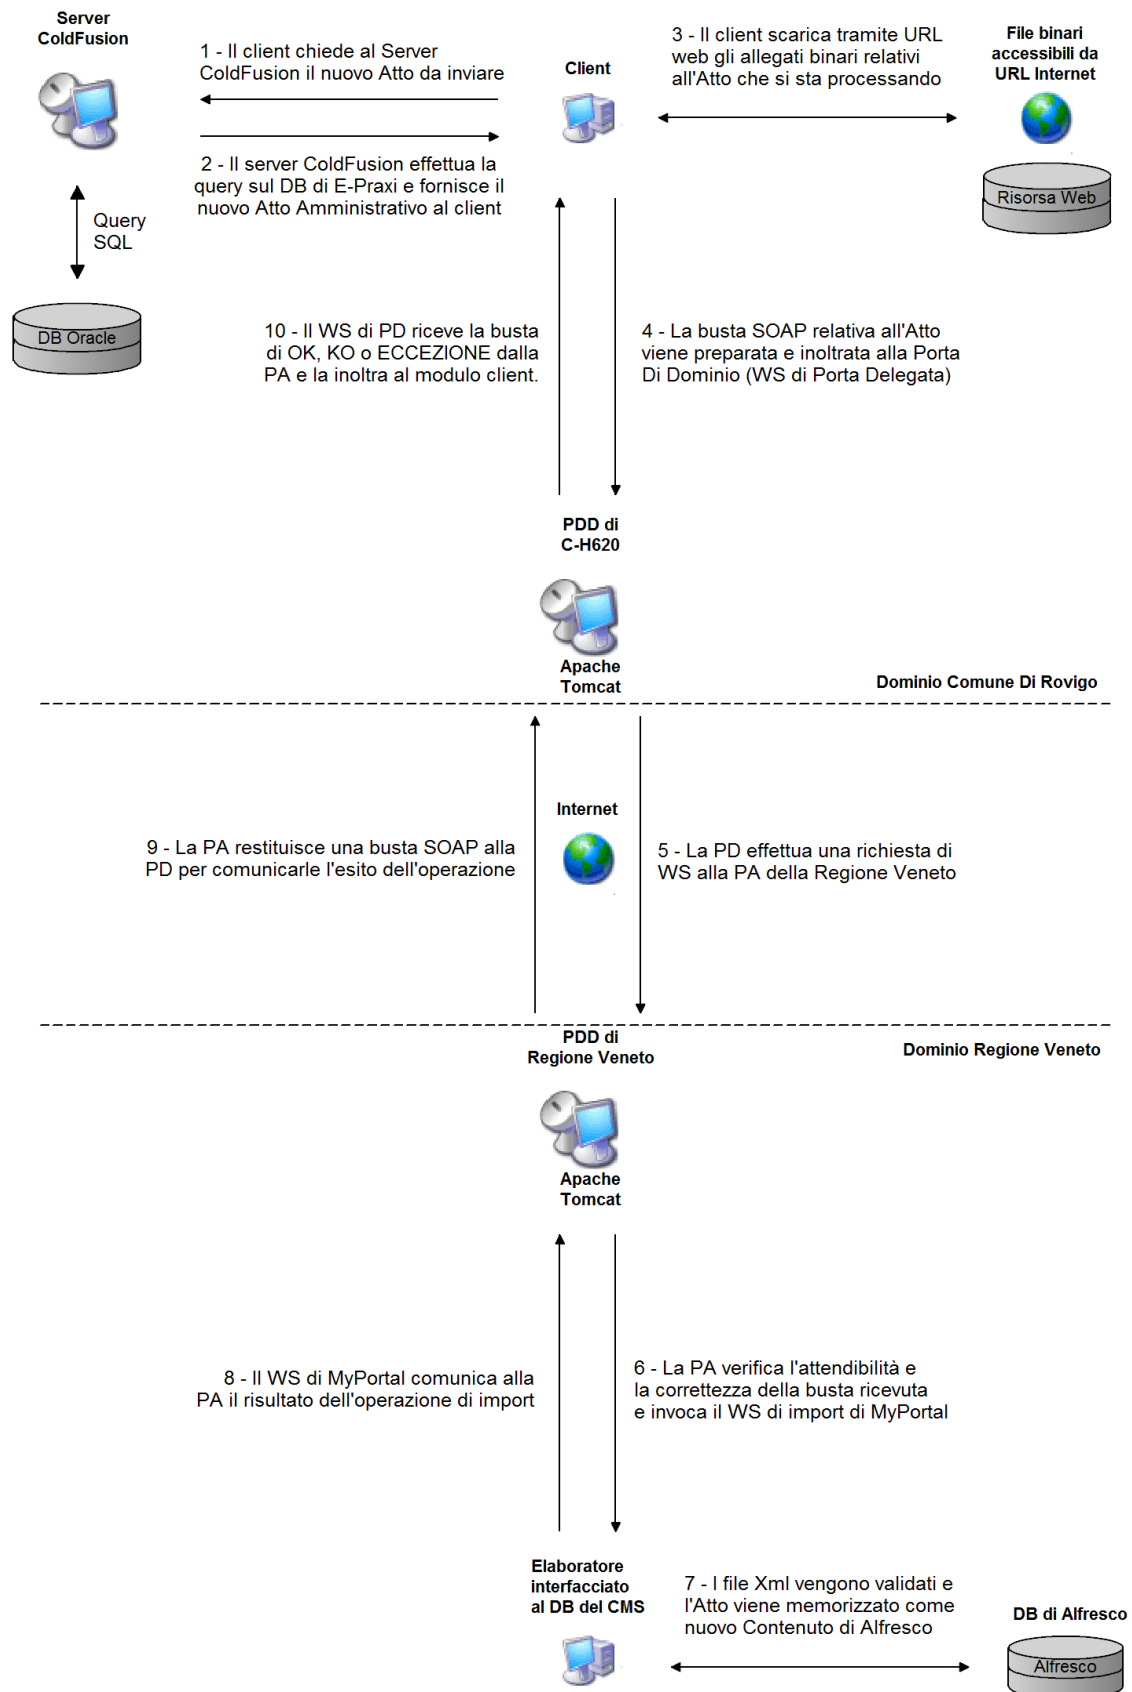 Server
ColdFusion
1 - Il client chiede al Server
ColdFusion il nuovo Atto da inviare
Client
3 - Il client scarica tramite URL
web gli allegati binari relativi
all'Atto che si sta processando
File binari
accessibili da
URL Internet
2 - Il server ColdFusion effettua la
query sul DB di E-Praxi e fornisce il
nuovo Atto Amministrativo al client
Risorsa Web
Query
SQL
DB Oracle
10 - Il WS di PD riceve la busta
di OK, KO o ECCEZIONE dalla
PA e la inoltra al modulo client.
4 - La busta SOAP relativa all'Atto
viene preparata e inoltrata alla Porta
Di Dominio (WS di Porta Delegata)
PDD di
C-H620
Apache
Tomcat
Dominio Comune Di Rovigo
Internet
9 - La PA restituisce una busta SOAP alla
PD per comunicarle l'esito dell'operazione
5 - La PD effettua una richiesta di
WS alla PA della Regione Veneto
PDD di
Regione Veneto
Dominio Regione Veneto
Apache
Tomcat
8 - Il WS di MyPortal comunica alla
PA il risultato dell'operazione di import
6 - La PA verifica l'attendibilità e
la correttezza della busta ricevuta
e invoca il WS di import di MyPortal
Elaboratore
interfacciato
al DB del CMS
7 - I file Xml vengono validati e
l'Atto viene memorizzato come
nuovo Contenuto di Alfresco
DB di Alfresco
Alfresco